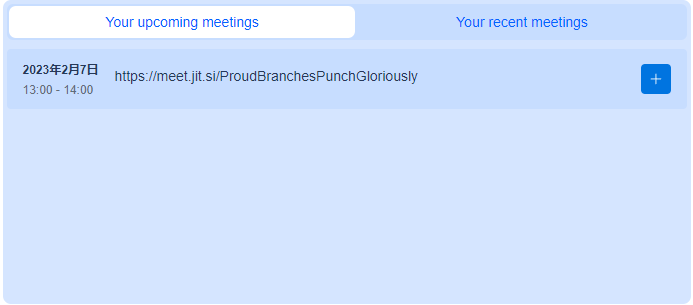 Your upcoming meetings
Your recent meetings
2023年2月7日
https://meet.jit.si/ProudBranchesPunchGloriously
13:00 - 14:00